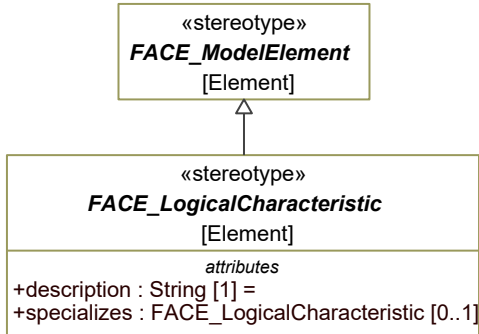 «stereotype»
FACE_ModelElement
[Element]
«stereotype»
FACE_LogicalCharacteristic
[Element]
attributes
+description : String [1] =
+specializes : FACE_LogicalCharacteristic [0..1]